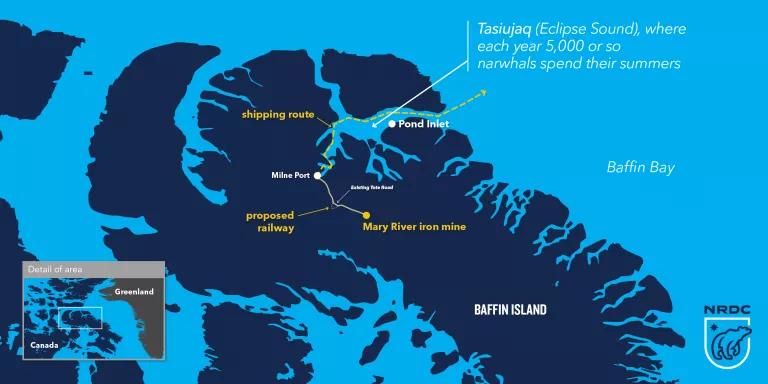 Tasiujaq (Eclipse Sound), where
each year 5,000 or so
narwhals spend their summers
shipping route
Pond Inlet
Baffin Bay
Milne Port
Existing Tote Road
proposed
railway
Mary River iron mine
Detail of area
Greenland
Canada
BAFFIN ISLAND
NRDC